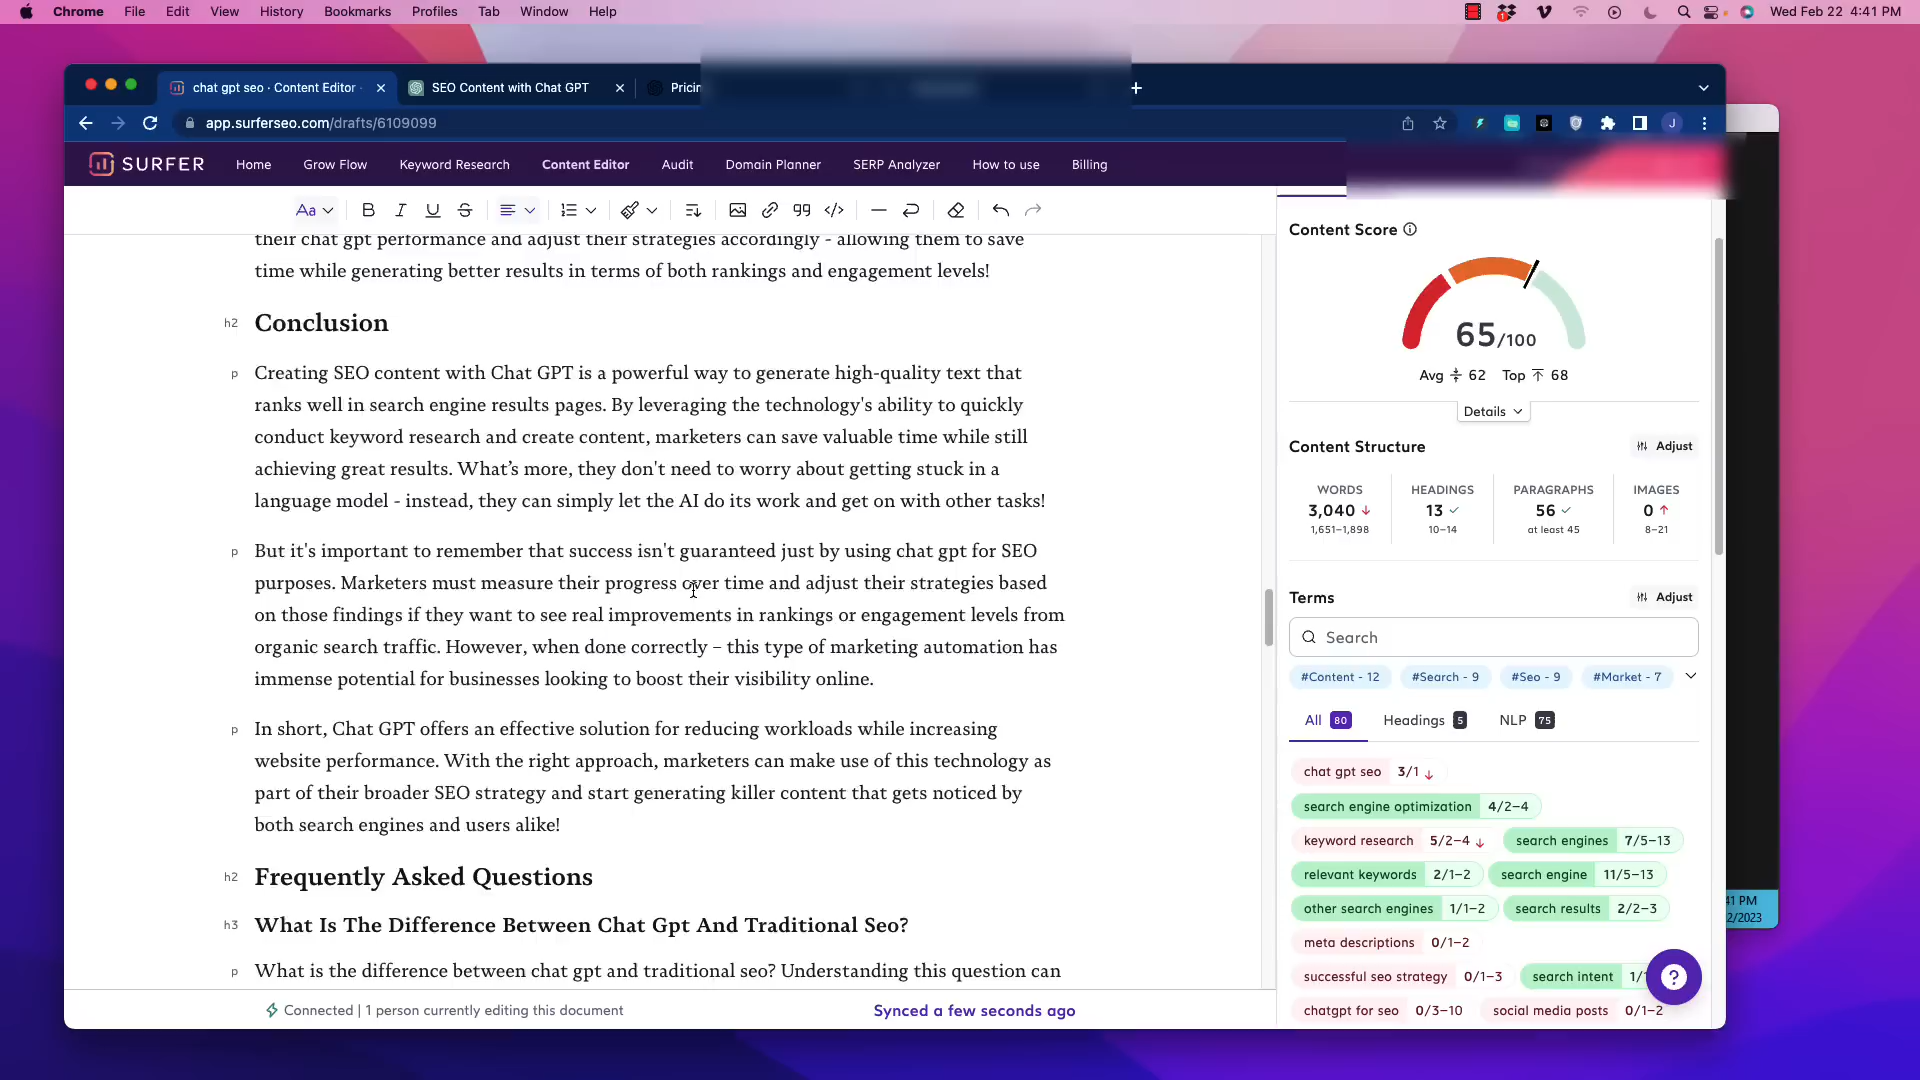 Chrome File Edit View History Bookmarks Profiles Tab Window Help
1
Wed Feb 22 4:41 PM
chat gpt seo · Content Editor
SEO Content with Chat GPT
Pricin
app.surferseo.com/drafts/6109099
J
SURFER Home Grow Flow Keyword Research Content Editor Audit Domain Planner SERP Analyzer How to use Billing
Aa
their chat gpt performance and adjust their strategies accordingly - allowing them to save
time while generating better results in terms of both rankings and engagement levels!
h2 Conclusion
p Creating SEO content with Chat GPT is a powerful way to generate high-quality text that
ranks well in search engine results pages. By leveraging the technology's ability to quickly
conduct keyword research and create content, marketers can save valuable time while still
achieving great results. What’s more, they don't need to worry about getting stuck in a
language model - instead, they can simply let the AI do its work and get on with other tasks!
p But it's important to remember that success isn't guaranteed just by using chat gpt for SEO
purposes. Marketers must measure their progress over time and adjust their strategies based
on those findings if they want to see real improvements in rankings or engagement levels from
organic search traffic. However, when done correctly – this type of marketing automation has
immense potential for businesses looking to boost their visibility online.
p In short, Chat GPT offers an effective solution for reducing workloads while increasing
website performance. With the right approach, marketers can make use of this technology as
part of their broader SEO strategy and start generating killer content that gets noticed by
both search engines and users alike!
h2 Frequently Asked Questions
h3 What Is The Difference Between Chat Gpt And Traditional Seo?
p What is the difference between chat gpt and traditional seo? Understanding this question can
Connected | 1 person currently editing this document
Synced a few seconds ago
Content Score
65/100
Avg 62 Top 68
Details
Content Structure Adjust
WORDS HEADINGS PARAGRAPHS IMAGES
3,040 13 56 0
1,651–1,898 10–14 at least 45 8–21
Terms Adjust
Search
#Content - 12 #Search - 9 #Seo - 9 #Market - 7
All 80 Headings 5 NLP 75
chat gpt seo 3/1
search engine optimization 4/2–4
keyword research 5/2–4 search engines 7/5–13
relevant keywords 2/1–2 search engine 11/5–13
other search engines 1/1–2 search results 2/2–3
meta descriptions 0/1–2
successful seo strategy 0/1–3 search intent 1/
chatgpt for seo 0/3–10 social media posts 0/1–2
?
41 PM
2/2023